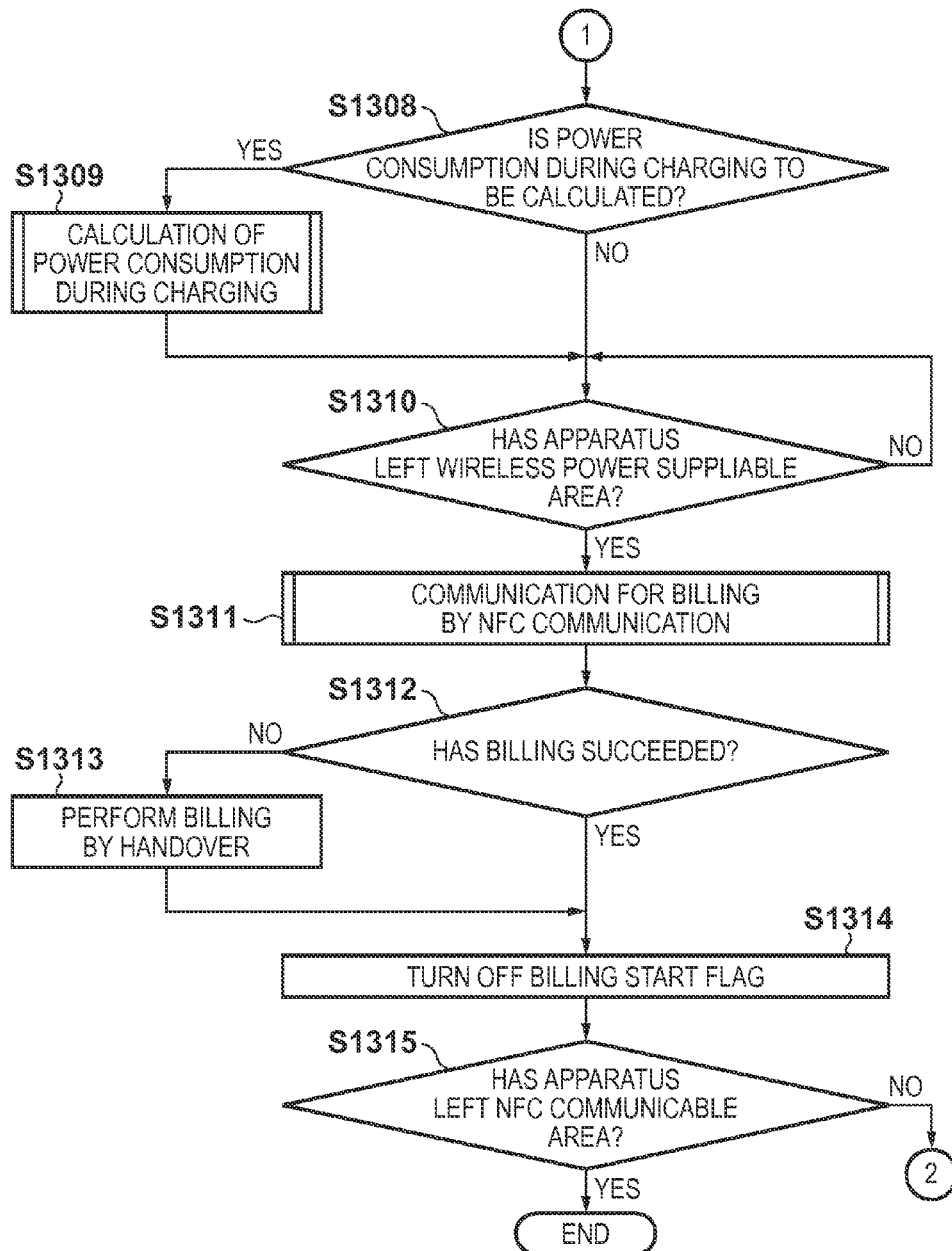 1
S1308
IS POWER
CONSUMPTION DURING CHARGING TO
BE CALCULATED?
YES
NO
S1309
CALCULATION OF
POWER CONSUMPTION
DURING CHARGING
S1310
HAS APPARATUS
LEFT WIRELESS POWER SUPPLIABLE
AREA?
NO
YES
S1311
COMMUNICATION FOR BILLING
BY NFC COMMUNICATION
S1312
HAS BILLING SUCCEEDED?
NO
YES
S1313
PERFORM BILLING
BY HANDOVER
S1314
TURN OFF BILLING START FLAG
S1315
HAS APPARATUS
LEFT NFC COMMUNICABLE
AREA?
NO
2
YES
END